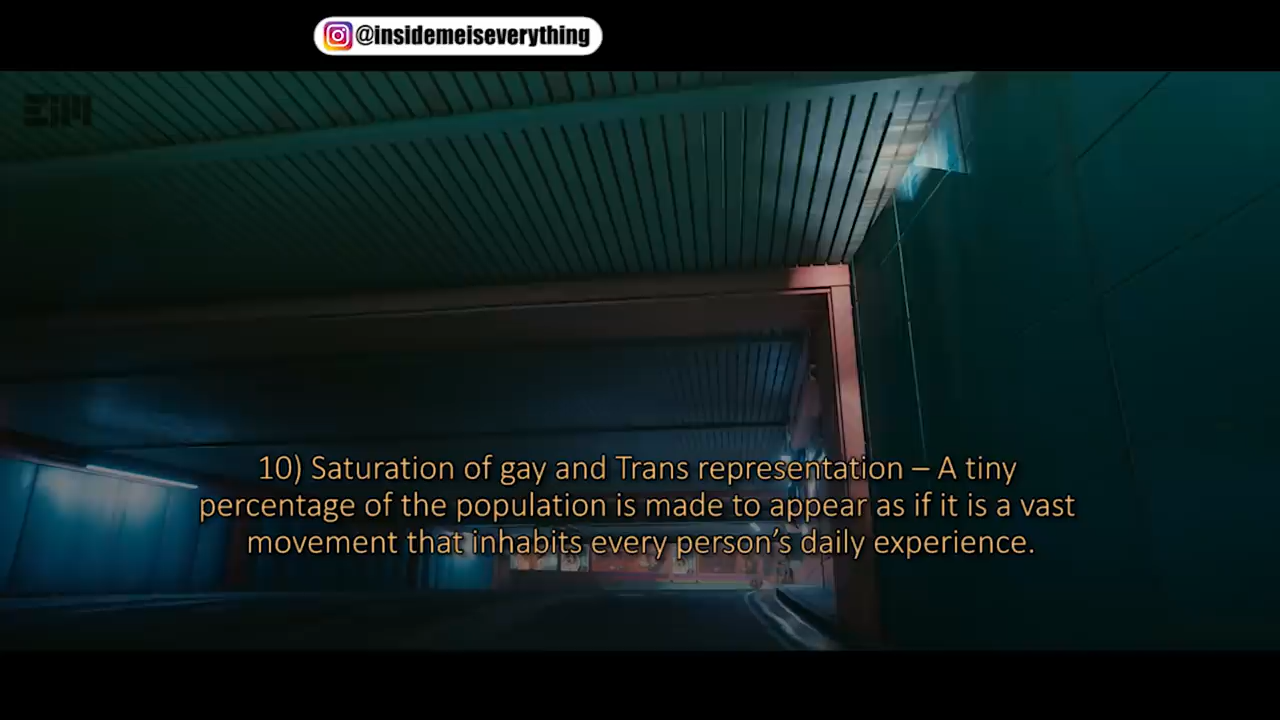 @insidemeiseverything
10) Saturation of gay and Trans representation – A tiny
percentage of the population is made to appear as if it is a vast
movement that inhabits every person’s daily experience.